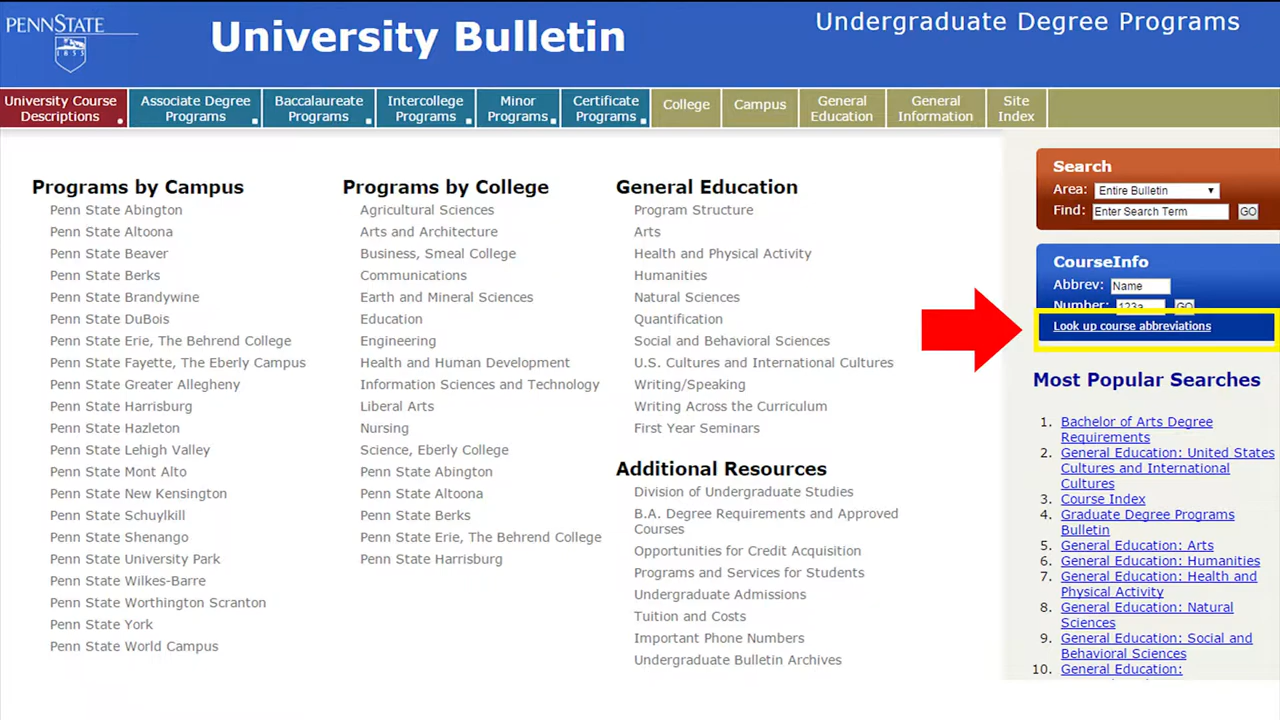 PENNSTATE
1855
University Bulletin
Undergraduate Degree Programs
University Course
Descriptions
Associate Degree
Programs
Baccalaureate
Programs
Intercollege
Programs
Minor
Programs
Certificate
Programs
College
Campus
General
Education
General
Information
Site
Index
Programs by Campus
Penn State Abington
Penn State Altoona
Penn State Beaver
Penn State Berks
Penn State Brandywine
Penn State DuBois
Penn State Erie, The Behrend College
Penn State Fayette, The Eberly Campus
Penn State Greater Allegheny
Penn State Harrisburg
Penn State Hazleton
Penn State Lehigh Valley
Penn State Mont Alto
Penn State New Kensington
Penn State Schuylkill
Penn State Shenango
Penn State University Park
Penn State Wilkes-Barre
Penn State Worthington Scranton
Penn State York
Penn State World Campus
Programs by College
Agricultural Sciences
Arts and Architecture
Business, Smeal College
Communications
Earth and Mineral Sciences
Education
Engineering
Health and Human Development
Information Sciences and Technology
Liberal Arts
Nursing
Science, Eberly College
Penn State Abington
Penn State Altoona
Penn State Berks
Penn State Erie, The Behrend College
Penn State Harrisburg
General Education
Program Structure
Arts
Health and Physical Activity
Humanities
Natural Sciences
Quantification
Social and Behavioral Sciences
U.S. Cultures and International Cultures
Writing/Speaking
Writing Across the Curriculum
First Year Seminars
Additional Resources
Division of Undergraduate Studies
B.A. Degree Requirements and Approved
Courses
Opportunities for Credit Acquisition
Programs and Services for Students
Undergraduate Admissions
Tuition and Costs
Important Phone Numbers
Undergraduate Bulletin Archives
Search
Area: Entire Bulletin
Find: Enter Search Term GO
CourseInfo
Abbrev: Name
Number: 123a GO
Look up course abbreviations
Most Popular Searches
1. Bachelor of Arts Degree
Requirements
2. General Education: United States
Cultures and International
Cultures
3. Course Index
4. Graduate Degree Programs
Bulletin
5. General Education: Arts
6. General Education: Humanities
7. General Education: Health and
Physical Activity
8. General Education: Natural
Sciences
9. General Education: Social and
Behavioral Sciences
10. General Education: